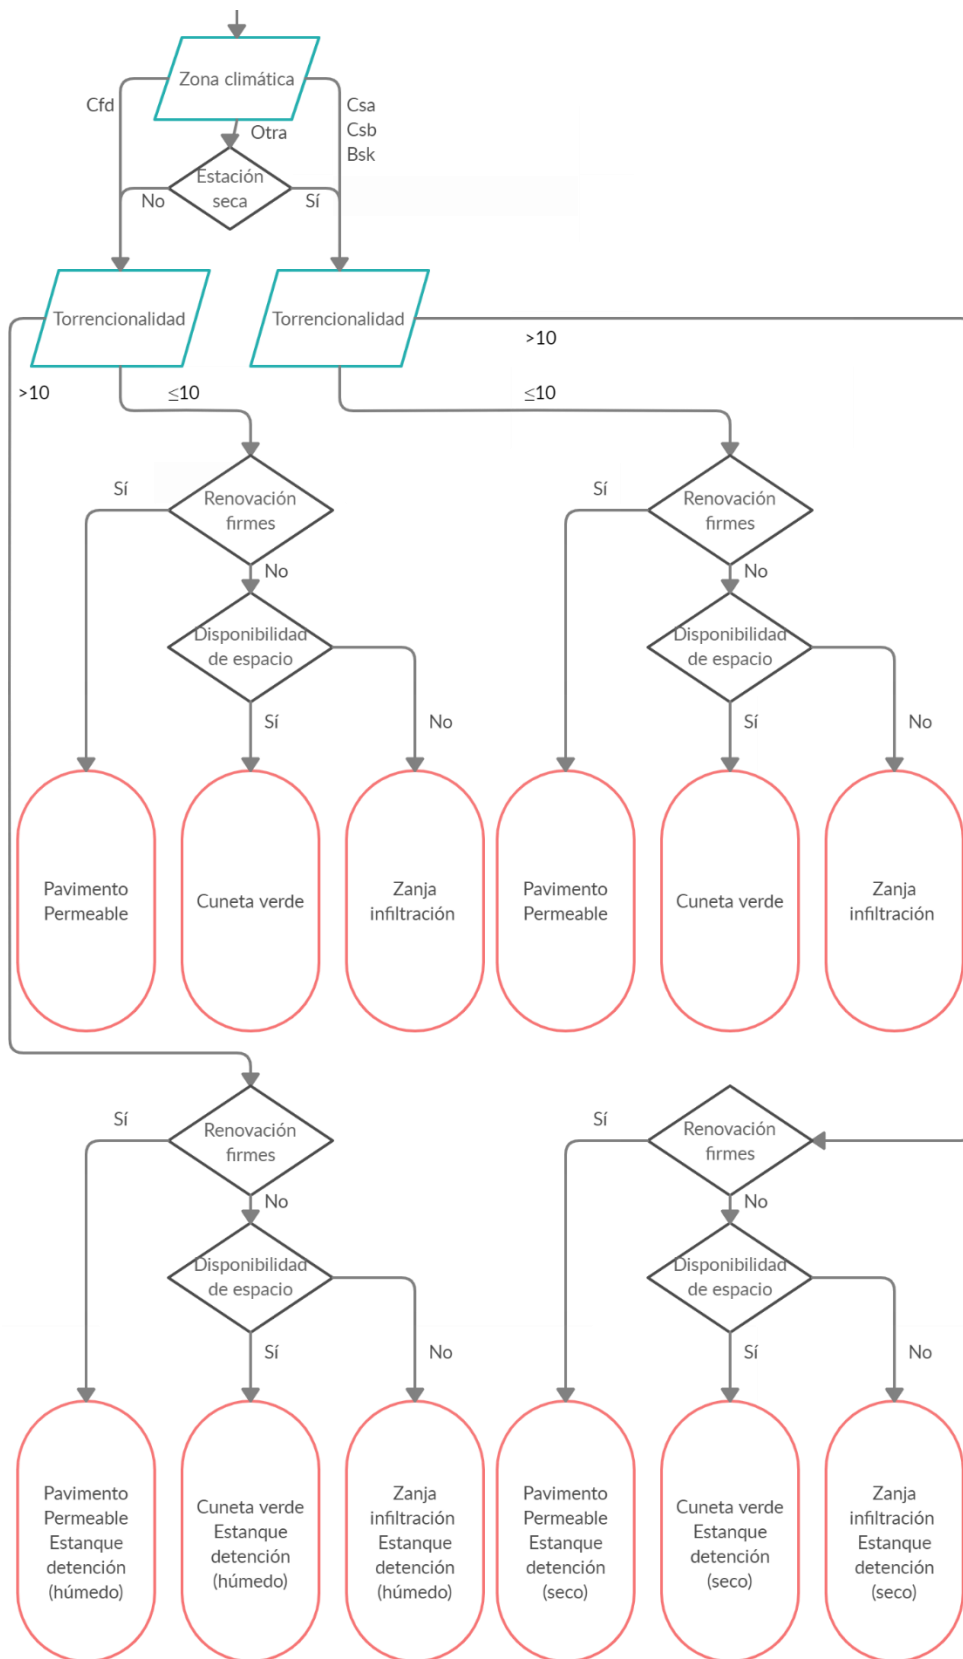 Zona climática
Cfd
Csa
Csb
Bsk
Otra
Estación
seca
No
Sí
Torrencionalidad
Torrencionalidad
>10
>10
≤10
≤10
Sí
Renovación
firmes
Sí
Renovación
firmes
No
No
Disponibilidad
de espacio
Disponibilidad
de espacio
Sí
No
Sí
No
Pavimento
Permeable
Cuneta verde
Zanja
infiltración
Pavimento
Permeable
Cuneta verde
Zanja
infiltración
Sí
Renovación
firmes
Sí
Renovación
firmes
No
No
Disponibilidad
de espacio
Disponibilidad
de espacio
Sí
No
Sí
No
Pavimento
Permeable
Estanque
detención
(húmedo)
Cuneta verde
Estanque
detención
(húmedo)
Zanja
infiltración
Estanque
detención
(húmedo)
Pavimento
Permeable
Estanque
detención
(seco)
Cuneta verde
Estanque
detención
(seco)
Zanja
infiltración
Estanque
detención
(seco)